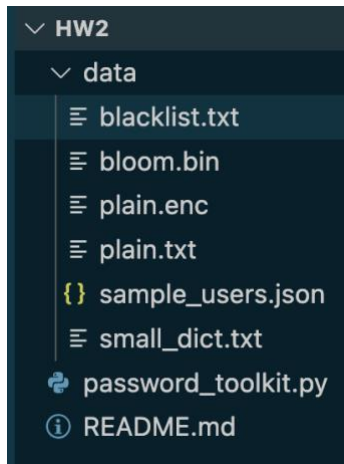 HW2
data
blacklist.txt
bloom.bin
plain.enc
plain.txt
{} sample_users.json
small_dict.txt
password_toolkit.py
README.md